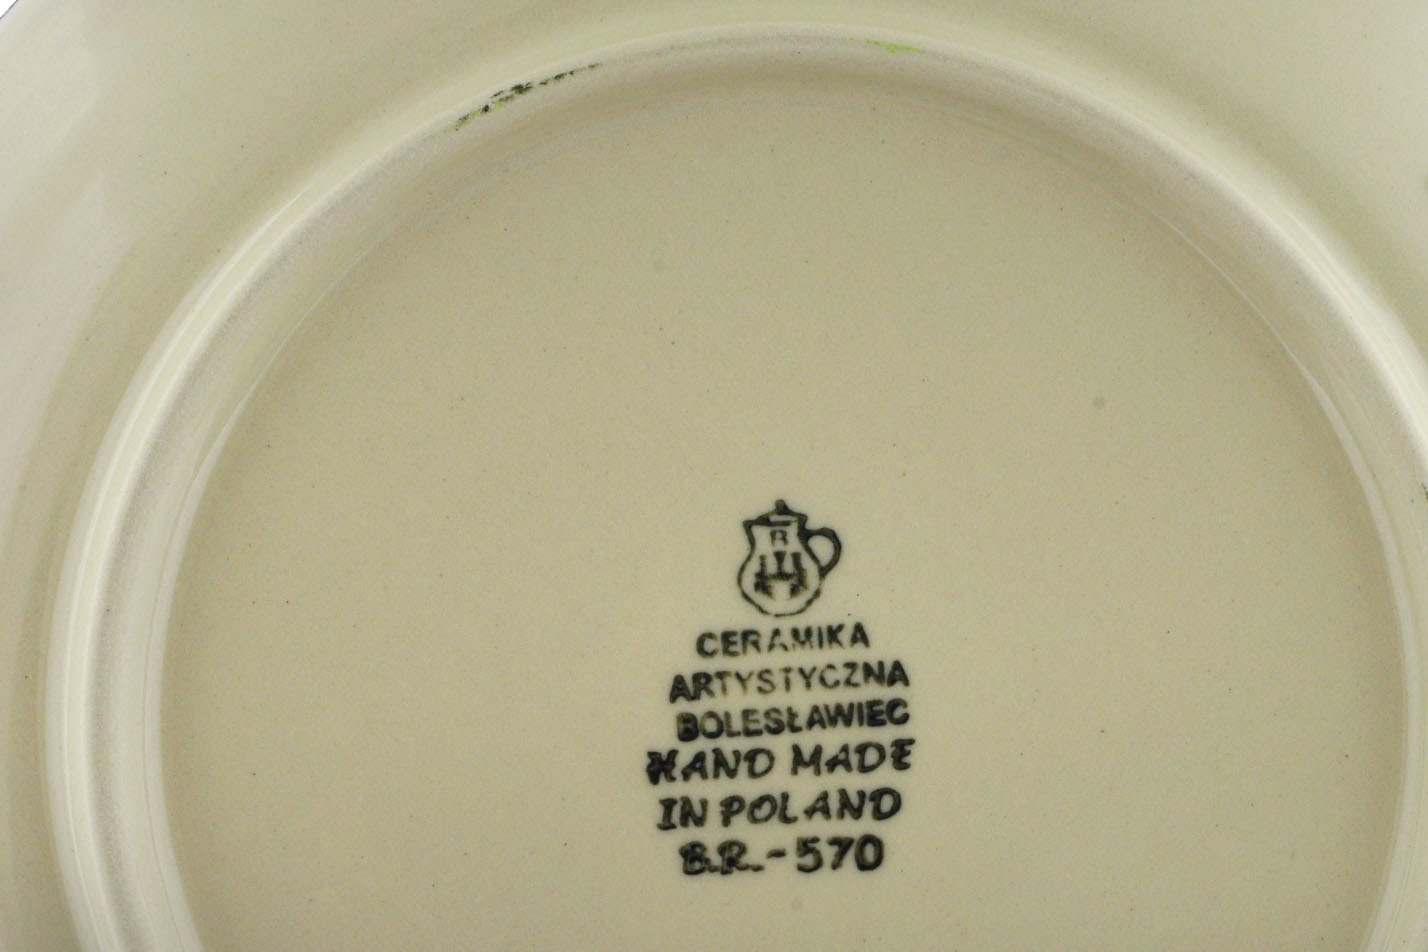 R
CERAMIKA
ARTYSTYCZNA
BOLESŁAWIEC
HAND MADE
IN POLAND
B.R.-570